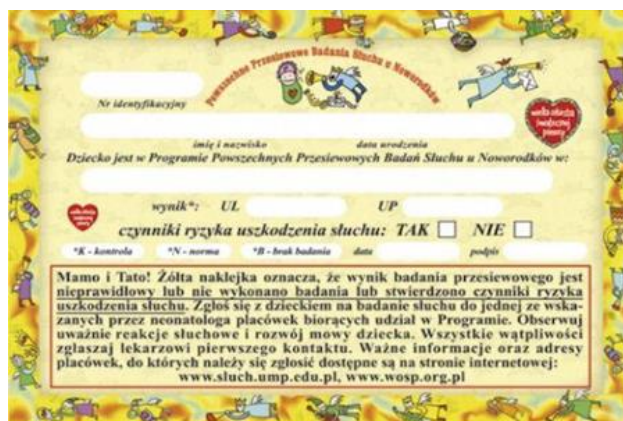 Powszechne Przesiewowe Badania Słuchu u Noworodków
Nr identyfikacyjny
wielka orkiestra
świątecznej
pomocy
imię i nazwisko data urodzenia
Dziecko jest w Programie Powszechnych Przesiewowych Badań Słuchu u Noworodków w:
wynik*: UL UP
czynniki ryzyka uszkodzenia słuchu: TAK NIE
*K - kontrola *N - norma *B - brak badania data podpis
Mamo i Tato! Żółta naklejka oznacza, że wynik badania przesiewowego jest
nieprawidłowy lub nie wykonano badania lub stwierdzono czynniki ryzyka
uszkodzenia słuchu. Zgłoś się z dzieckiem na badanie słuchu do jednej ze wska-
zanych przez neonatologa placówek biorących udział w Programie. Obserwuj
uważnie reakcje słuchowe i rozwój mowy dziecka. Wszystkie wątpliwości
zgłaszaj lekarzowi pierwszego kontaktu. Ważne informacje oraz adresy
placówek, do których należy się zgłosić dostępne są na stronie internetowej:
www.sluch.ump.edu.pl, www.wosp.org.pl